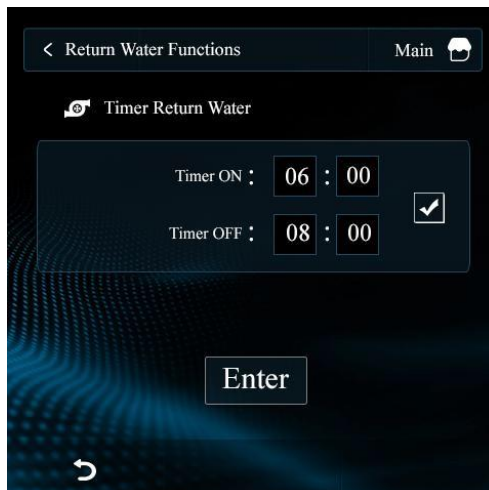 < Return Water Functions Main
Timer Return Water
Timer ON : 06 : 00
Timer OFF : 08 : 00
Enter